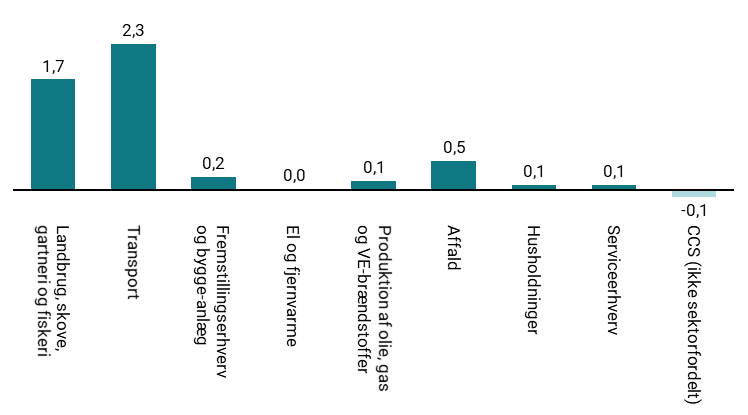 1,7
2,3
0,2
0,0
0,1
0,5
0,1
0,1
-0,1
Landbrug, skove,
gartneri og fiskeri
Transport
Fremstillingserhverv
og bygge-anlæg
El og fjernvarme
Produktion af olie, gas
og VE-brændstoffer
Affald
Husholdninger
Serviceerhverv
CCS (ikke sektorfordelt)